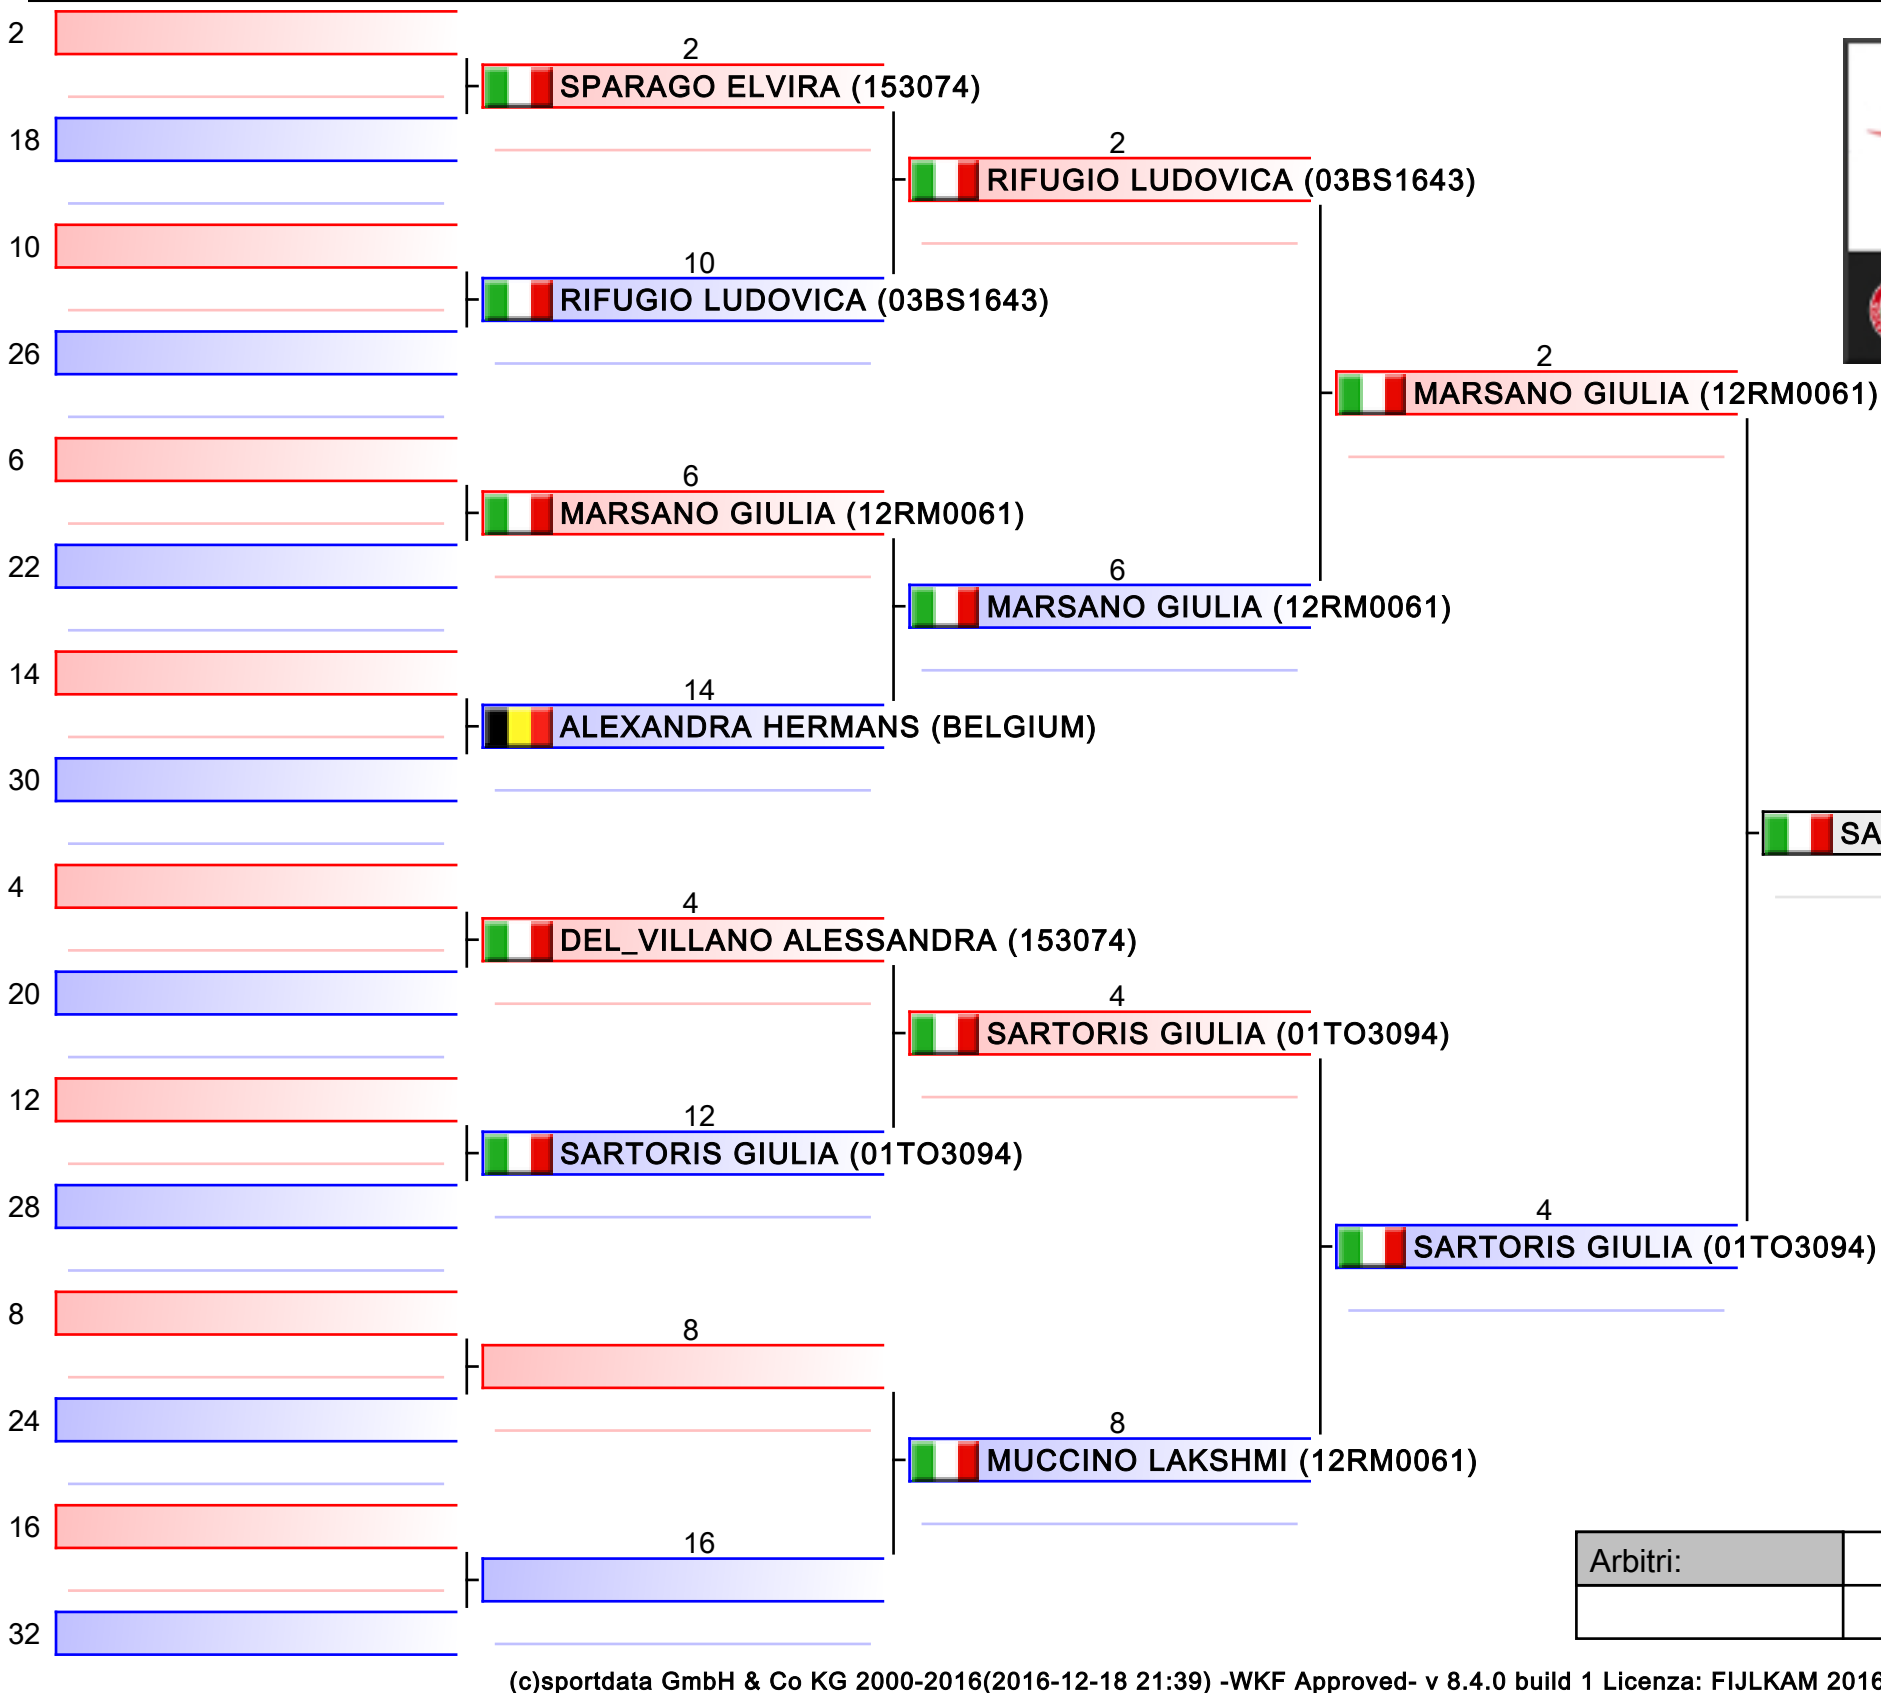 2
18
10
26
6
22
14
30
4
20
12
28
8
24
16
32
2
SPARAGO ELVIRA (153074)
10
RIFUGIO LUDOVICA (03BS1643)
6
MARSANO GIULIA (12RM0061)
14
ALEXANDRA HERMANS (BELGIUM)
4
DEL_VILLANO ALESSANDRA (153074)
12
SARTORIS GIULIA (01TO3094)
8
16
2
RIFUGIO LUDOVICA (03BS1643)
6
MARSANO GIULIA (12RM0061)
4
SARTORIS GIULIA (01TO3094)
8
MUCCINO LAKSHMI (12RM0061)
2
MARSANO GIULIA (12RM0061)
4
SARTORIS GIULIA (01TO3094)
SA
Arbitri:
(c)sportdata GmbH & Co KG 2000-2016(2016-12-18 21:39) -WKF Approved- v 8.4.0 build 1 Licenza: FIJLKAM 2016